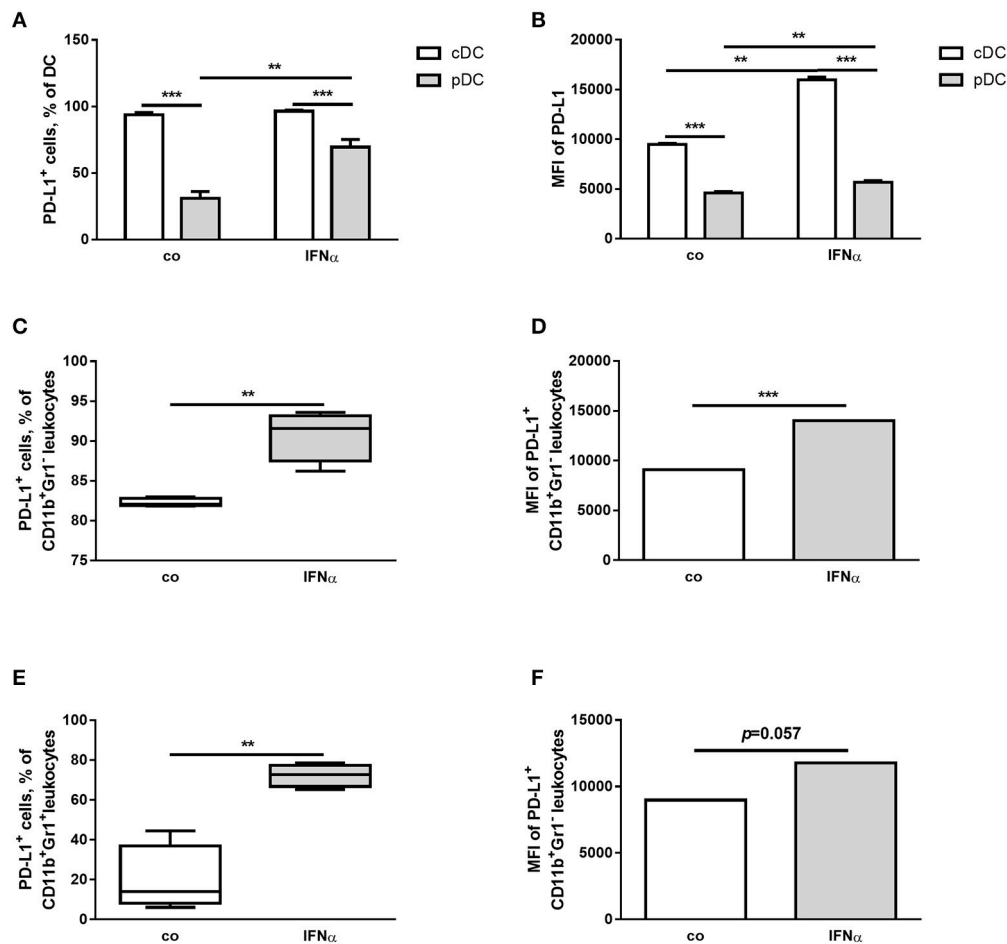 A
PD-L1⁺ cells, % of DC
150
100
50
0
***
**
***
co
IFNα
cDC
pDC
B
MFI of PD-L1
20000
15000
10000
5000
0
**
**
***
***
co
IFNα
cDC
pDC
C
PD-L1⁺ cells, % of
CD11b⁺Gr1⁻ leukocytes
100
95
90
85
80
75
**
co
IFNα
D
MFI of PD-L1⁺
CD11b⁺Gr1⁻ leukocytes
20000
15000
10000
5000
0
***
co
IFNα
E
PD-L1⁺ cells, % of
CD11b⁺Gr1⁺leukocytes
100
80
60
40
20
0
**
co
IFNα
F
MFI of PD-L1⁺
CD11b⁺Gr1⁻ leukocytes
15000
10000
5000
0
p=0.057
co
IFNα